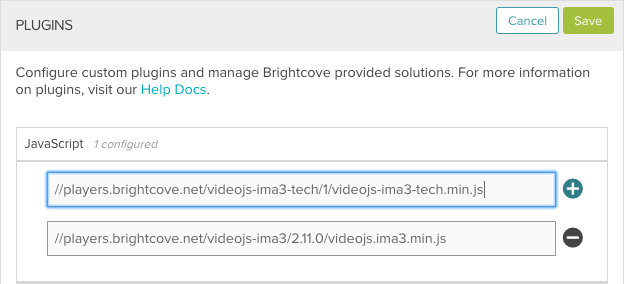 PLUGINS
Cancel
Save
Configure custom plugins and manage Brightcove provided solutions. For more information
on plugins, visit our Help Docs.
JavaScript 1 configured
//players.brightcove.net/videojs-ima3-tech/1/videojs-ima3-tech.min.js
//players.brightcove.net/videojs-ima3/2.11.0/videojs.ima3.min.js